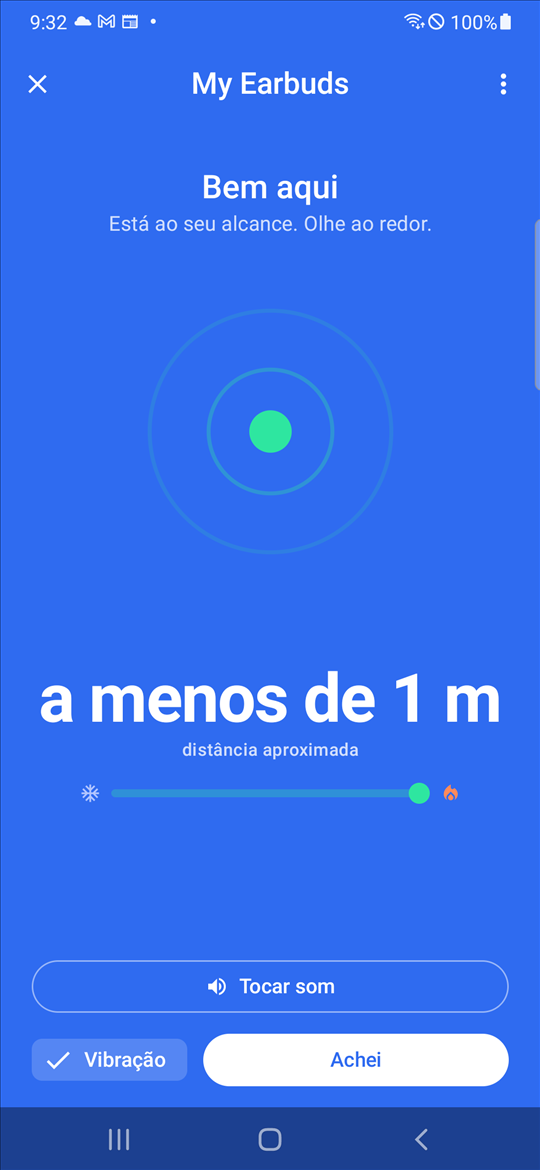 9:32
100%
My Earbuds
Bem aqui
Está ao seu alcance. Olhe ao redor.
a menos de 1 m
distância aproximada
Tocar som
Vibração
Achei